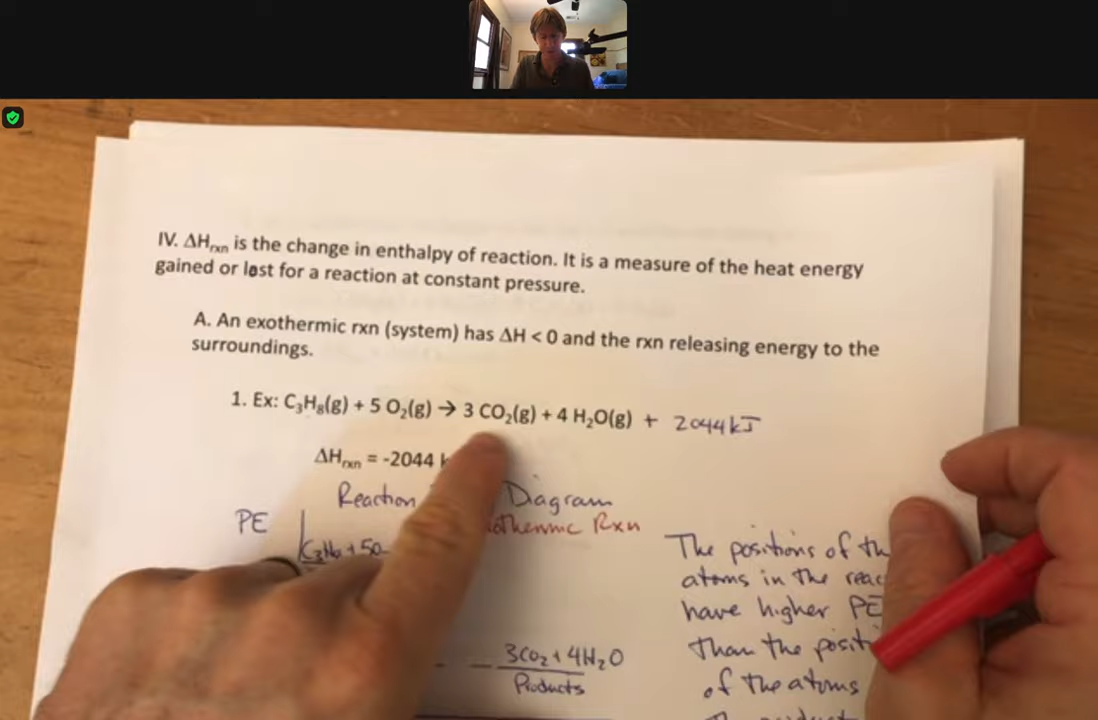 IV. ΔHrxn is the change in enthalpy of reaction. It is a measure of the heat energy
gained or lost for a reaction at constant pressure.
A. An exothermic rxn (system) has ΔH < 0 and the rxn releasing energy to the
surroundings.
1. Ex: C₃H₈(g) + 5 O₂(g) → 3 CO₂(g) + 4 H₂O(g) + 2044 kJ
ΔHrxn = -2044
Reaction Diagram
PE
Rxn
3CO₂ + 4H₂O
Products
The positions of
atoms in the
have higher PE
Than the
of the atoms